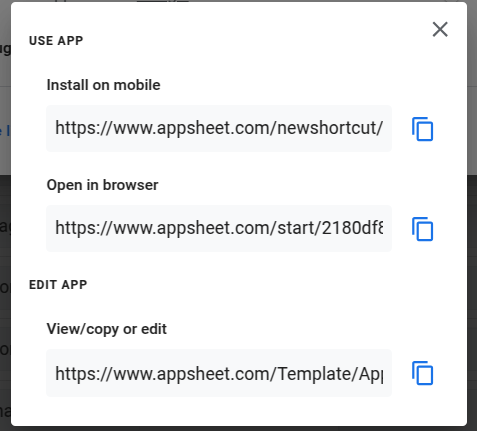 USE APP
Install on mobile
https://www.appsheet.com/newshortcut/
Open in browser
https://www.appsheet.com/start/2180df8
EDIT APP
View/copy or edit
https://www.appsheet.com/Template/App